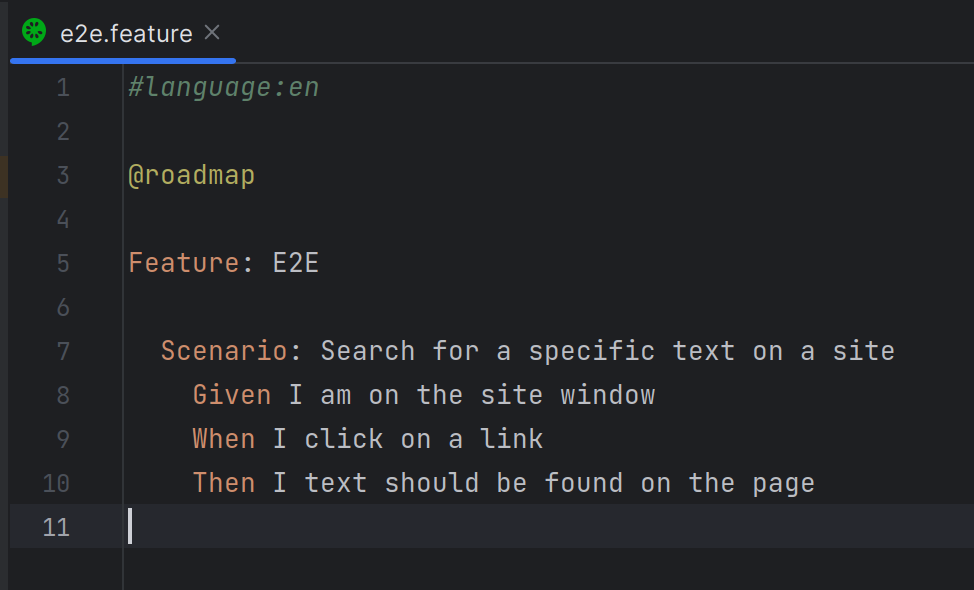 e2e.feature
1 #language:en
2
3 @roadmap
4
5 Feature: E2E
6
7 Scenario: Search for a specific text on a site
8 Given I am on the site window
9 When I click on a link
10 Then I text should be found on the page
11